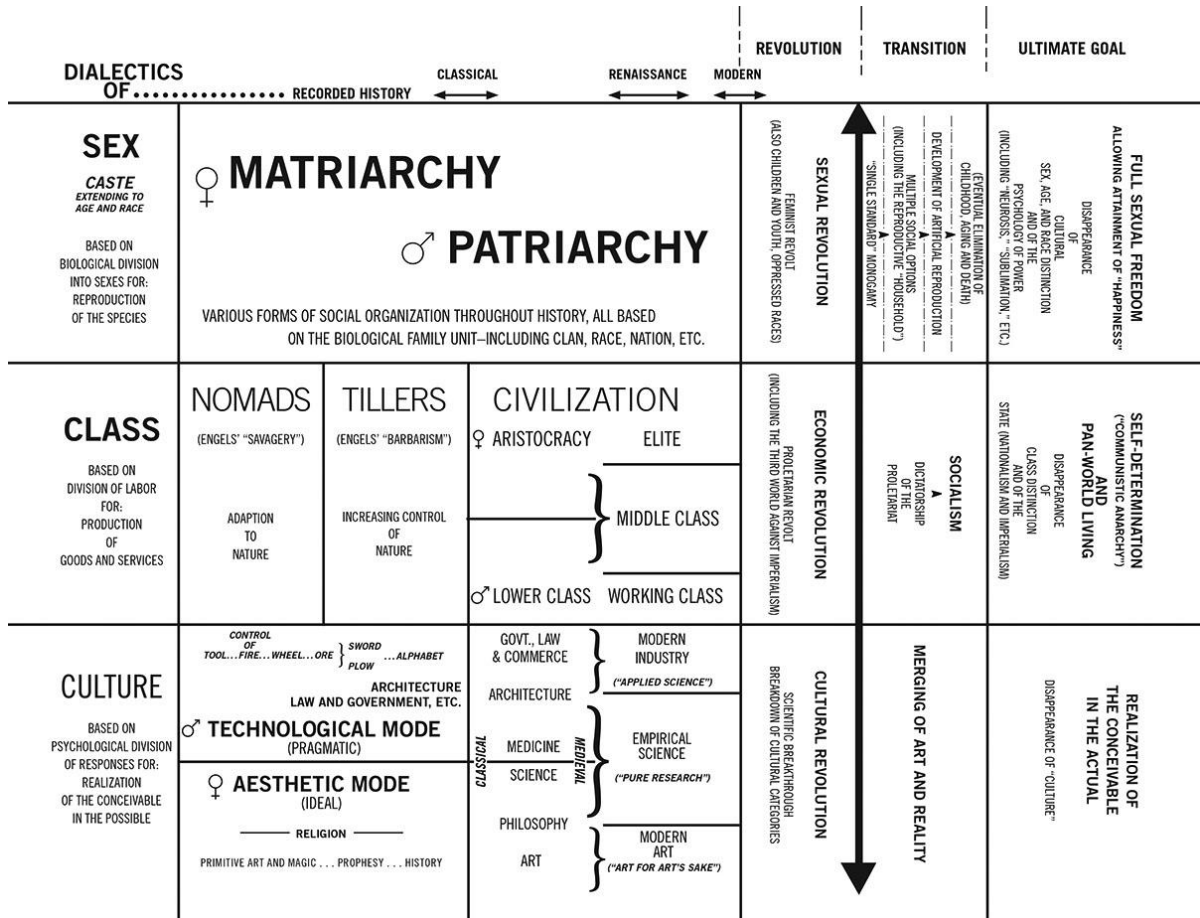 REVOLUTION
TRANSITION
ULTIMATE GOAL
DIALECTICS
OF................ RECORDED HISTORY
CLASSICAL
RENAISSANCE
MODERN
SEX
CASTE
EXTENDING TO
AGE AND RACE
BASED ON
BIOLOGICAL DIVISION
INTO SEXES FOR:
REPRODUCTION
OF THE SPECIES
♀ MATRIARCHY
♂ PATRIARCHY
VARIOUS FORMS OF SOCIAL ORGANIZATION THROUGHOUT HISTORY, ALL BASED
ON THE BIOLOGICAL FAMILY UNIT–INCLUDING CLAN, RACE, NATION, ETC.
SEXUAL REVOLUTION
FEMINIST REVOLT
(ALSO CHILDREN AND YOUTH, OPPRESSED RACES)
(EVENTUAL ELIMINATION OF
CHILDHOOD, AGING AND DEATH)
DEVELOPMENT OF ARTIFICIAL REPRODUCTION
MULTIPLE SOCIAL OPTIONS
(INCLUDING THE REPRODUCTIVE "HOUSEHOLD")
"SINGLE STANDARD" MONOGAMY
FULL SEXUAL FREEDOM
ALLOWING ATTAINMENT OF "HAPPINESS"
DISAPPEARANCE
OF
CULTURAL
SEX, AGE, AND RACE DISTINCTION
AND OF THE
PSYCHOLOGY OF POWER
(INCLUDING "NEUROSIS," "SUBLIMATION," ETC.)
CLASS
BASED ON
DIVISION OF LABOR
FOR:
PRODUCTION
OF
GOODS AND SERVICES
NOMADS
(ENGELS' "SAVAGERY")
ADAPTION
TO
NATURE
TILLERS
(ENGELS' "BARBARISM")
INCREASING CONTROL
OF
NATURE
CIVILIZATION
♀ ARISTOCRACY
ELITE
MIDDLE CLASS
♂ LOWER CLASS
WORKING CLASS
ECONOMIC REVOLUTION
PROLETARIAN REVOLT
(INCLUDING THE THIRD WORLD AGAINST IMPERIALISM)
SOCIALISM
DICTATORSHIP
OF THE
PROLETARIAT
SELF-DETERMINATION
("COMMUNISTIC ANARCHY")
AND
PAN-WORLD LIVING
DISAPPEARANCE
OF
CLASS DISTINCTION
AND OF THE
STATE (NATIONALISM AND IMPERIALISM)
CULTURE
BASED ON
PSYCHOLOGICAL DIVISION
OF RESPONSES FOR:
REALIZATION
OF THE CONCEIVABLE
IN THE POSSIBLE
CONTROL
OF
TOOL...FIRE...WHEEL...ORE } SWORD PLOW ...ALPHABET
ARCHITECTURE
LAW AND GOVERNMENT, ETC.
♂ TECHNOLOGICAL MODE
(PRAGMATIC)
♀ AESTHETIC MODE
(IDEAL)
RELIGION
PRIMITIVE ART AND MAGIC . . . PROPHESY . . . HISTORY
GOVT., LAW
& COMMERCE
ARCHITECTURE
CLASSICAL
MEDICINE
SCIENCE
MEDIEVAL
PHILOSOPHY
ART
MODERN
INDUSTRY
("APPLIED SCIENCE")
EMPIRICAL
SCIENCE
("PURE RESEARCH")
MODERN
ART
("ART FOR ART'S SAKE")
CULTURAL REVOLUTION
SCIENTIFIC BREAKTHROUGH
BREAKDOWN OF CULTURAL CATEGORIES
MERGING OF ART AND REALITY
REALIZATION OF
THE CONCEIVABLE
IN THE ACTUAL
DISAPPEARANCE OF "CULTURE"